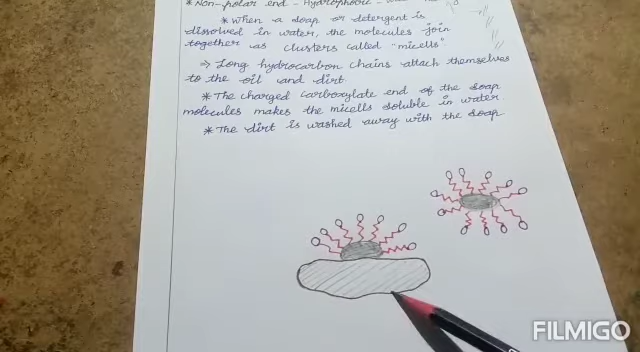 * Non-polar end - Hydrophobic -
* When a soap or detergent is
dissolved in water, the molecules join
together as clusters called "micells"
⇒ Long hydrocarbon chains attach themselves
to the oil and dirt.
* The charged carboxylate end of the soap
molecules makes the micells soluble in water
* The dirt is washed away with the soap.
FILMIGO